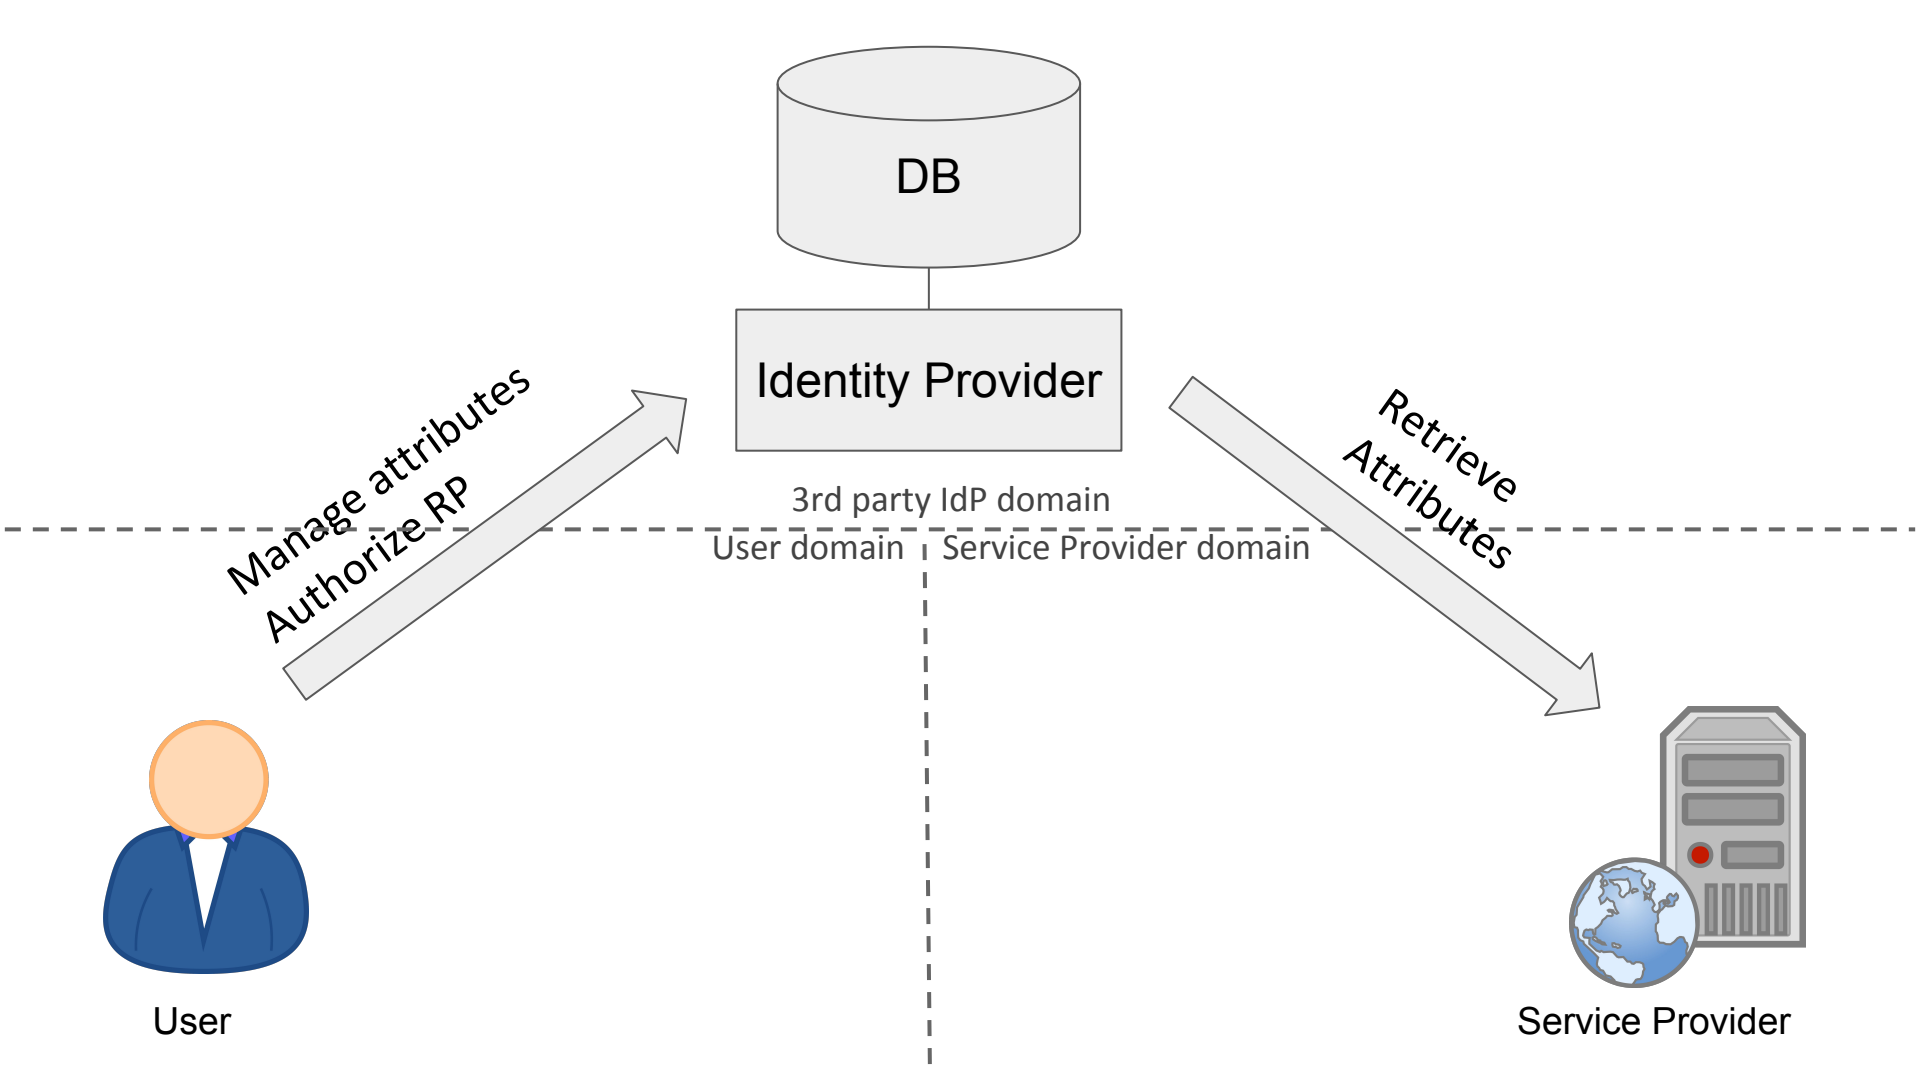 DB
Identity Provider
Manage attributes
Authorize RP
Retrieve
Attributes
3rd party IdP domain
User domain
Service Provider domain
User
Service Provider